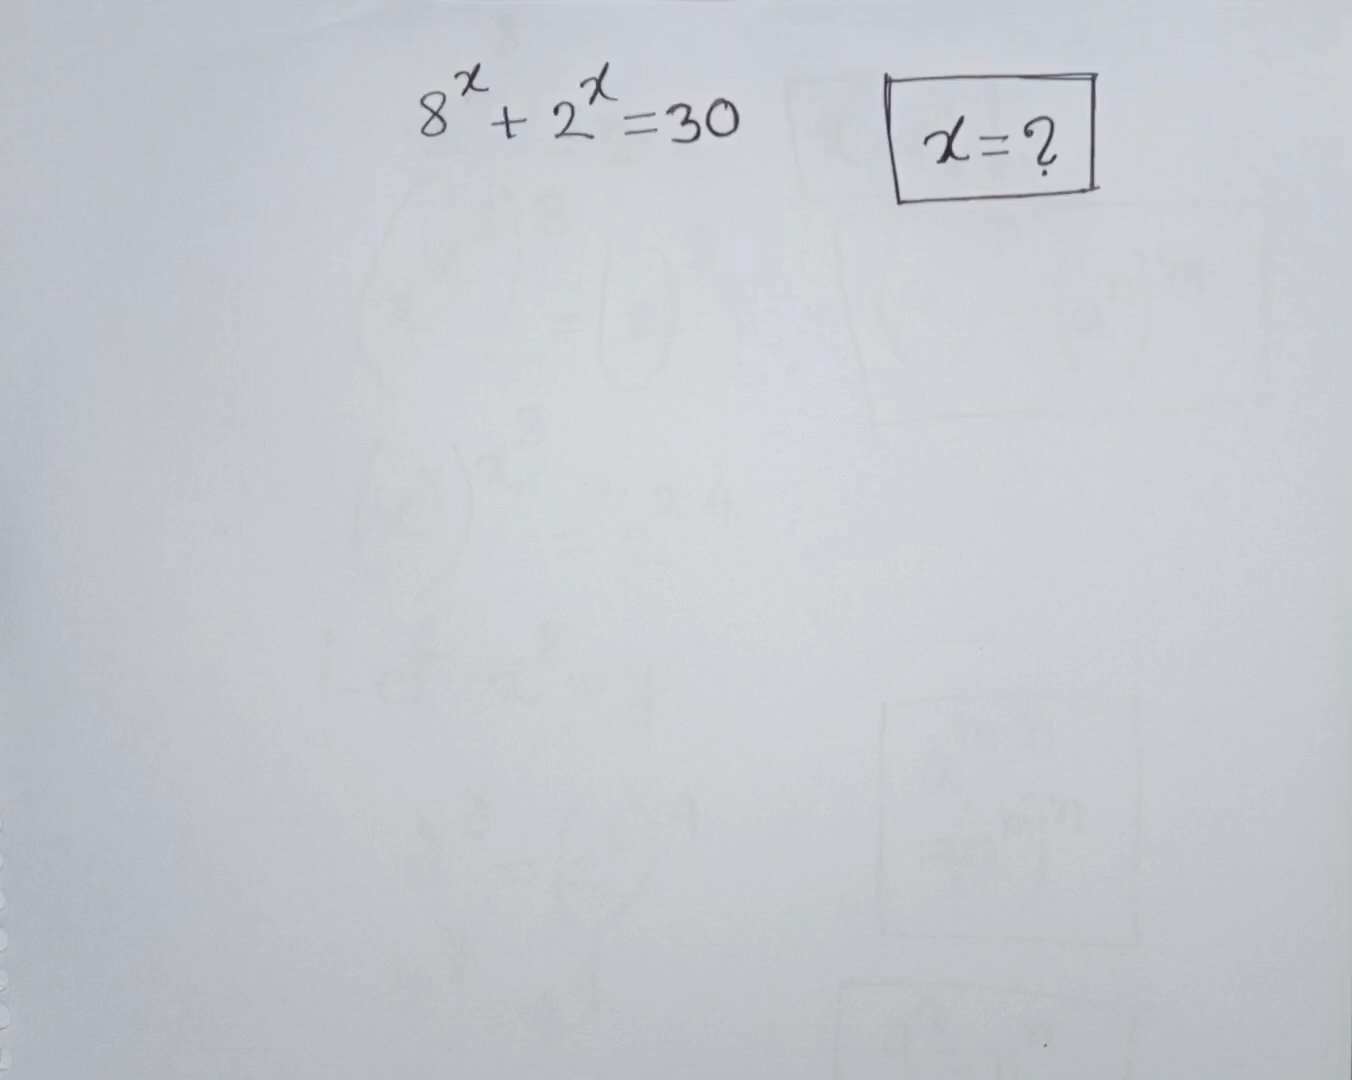 8^x + 2^x = 30
x = ?